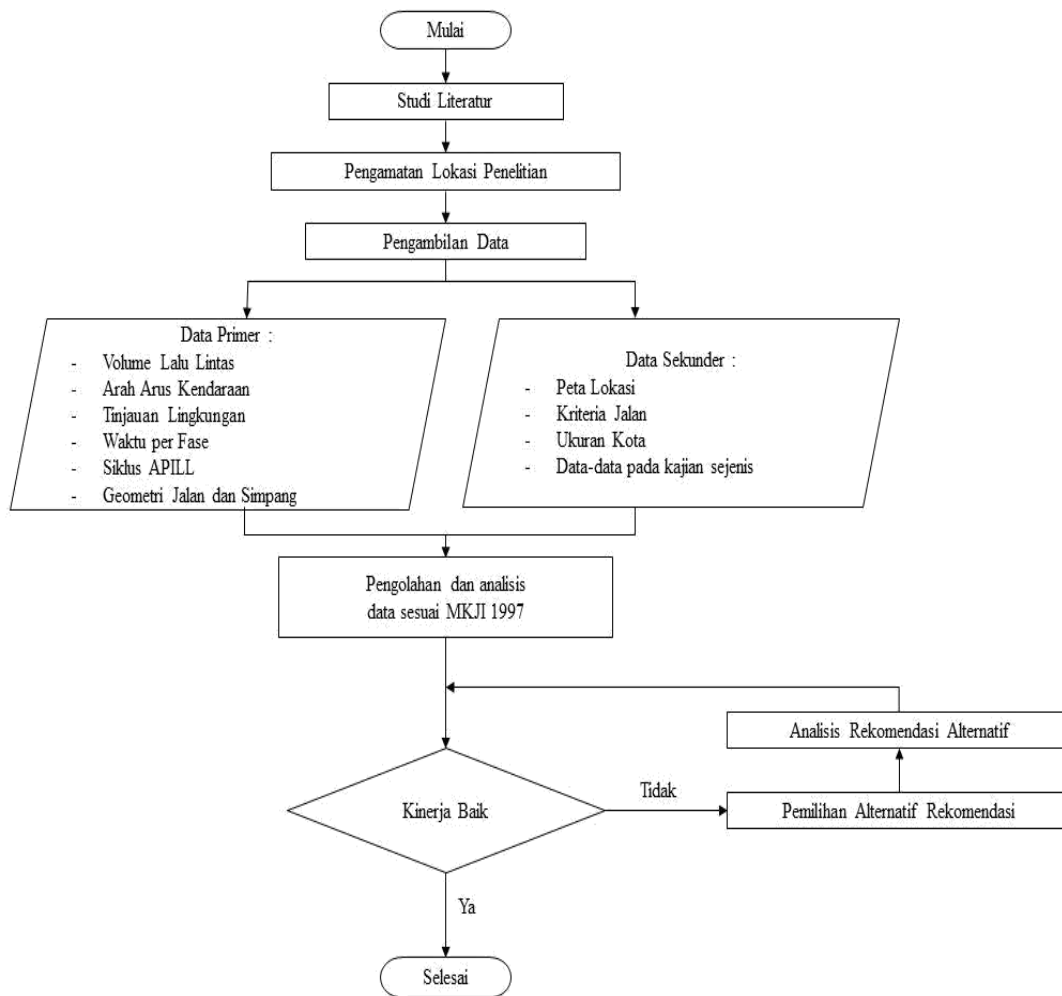 Mulai
Studi Literatur
Pengamatan Lokasi Penelitian
Pengambilan Data
Data Primer :
- Volume Lalu Lintas
- Arah Arus Kendaraan
- Tinjauan Lingkungan
- Waktu per Fase
- Siklus APILL
- Geometri Jalan dan Simpang
Data Sekunder :
- Peta Lokasi
- Kriteria Jalan
- Ukuran Kota
- Data-data pada kajian sejenis
Pengolahan dan analisis
data sesuai MKJI 1997
Kinerja Baik
Tidak
Pemilihan Alternatif Rekomendasi
Analisis Rekomendasi Alternatif
Ya
Selesai